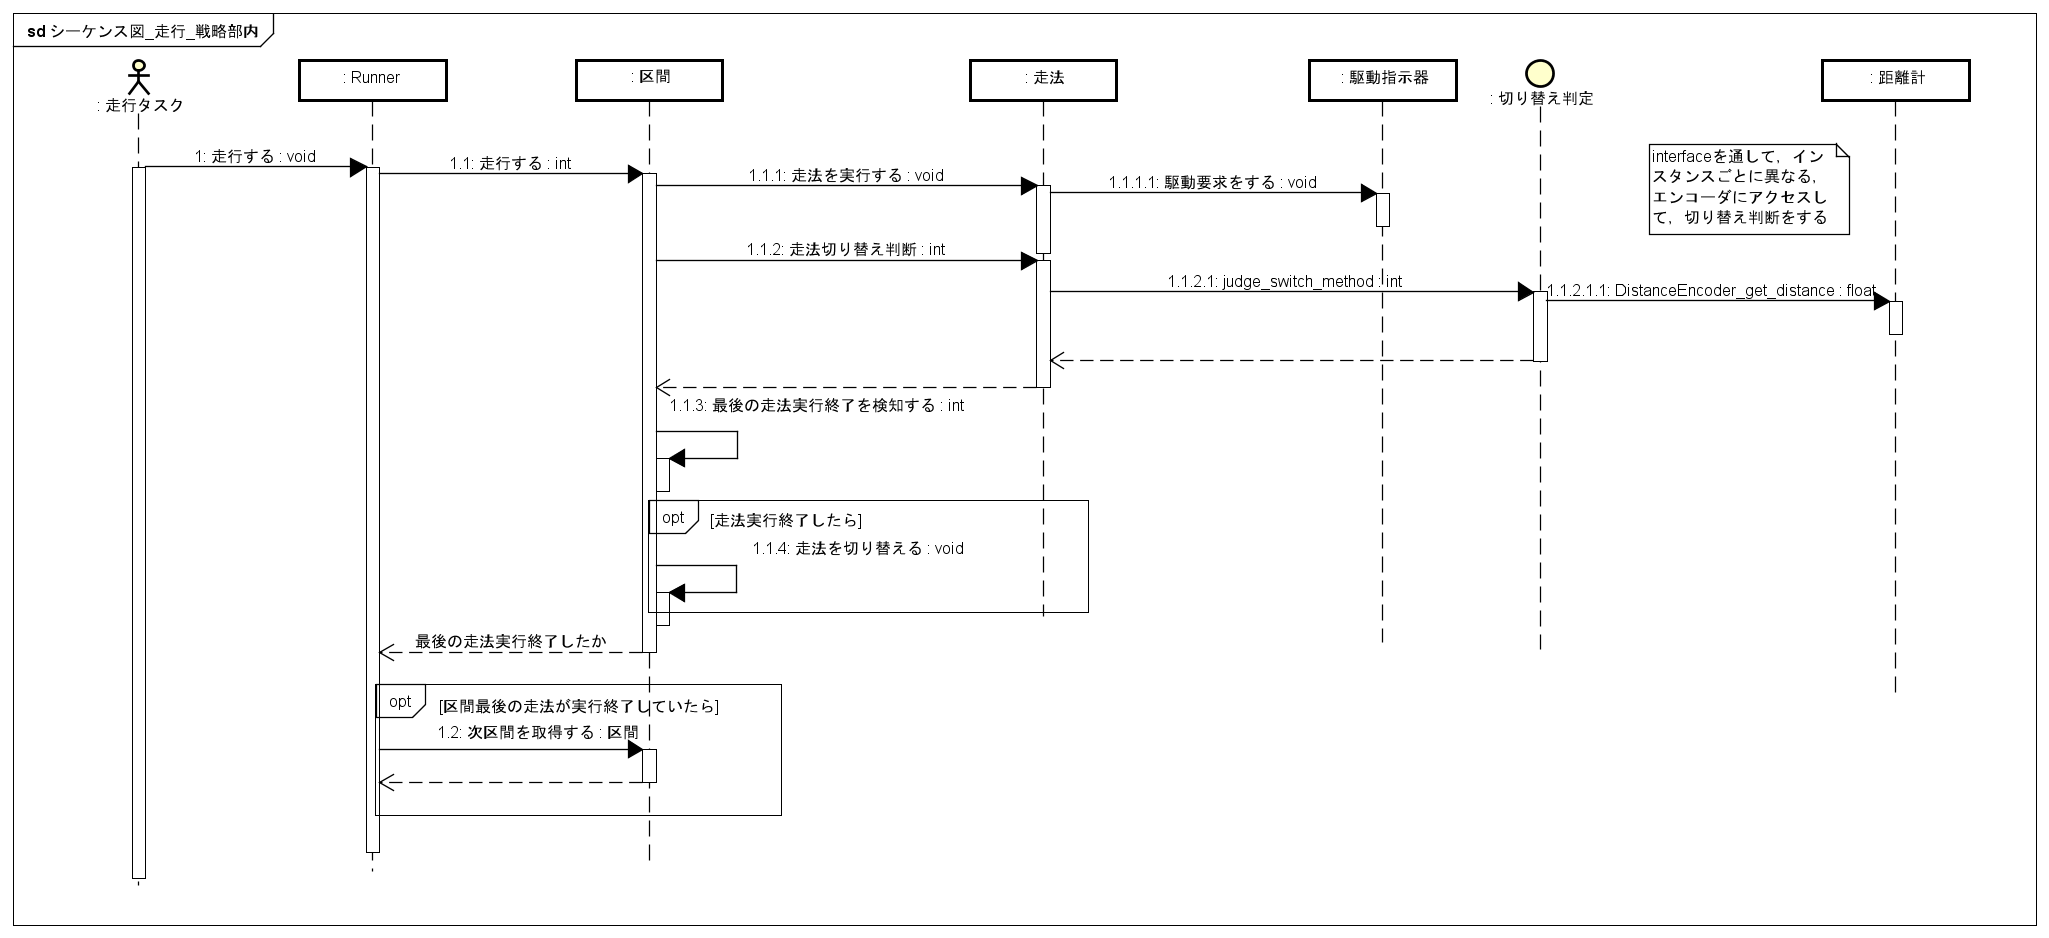 sd シーケンス図_走行_戦略部内
: 走行タスク
: Runner
: 区間
: 走法
: 駆動指示器
: 切り替え判定
: 距離計
interfaceを通して，イン
スタンスごとに異なる，
エンコーダにアクセスし
て，切り替え判断をする
1: 走行する : void
1.1: 走行する : int
1.1.1: 走法を実行する : void
1.1.1.1: 駆動要求をする : void
1.1.2: 走法切り替え判断 : int
1.1.2.1: judge_switch_method : int
1.1.2.1.1: DistanceEncoder_get_distance : float
1.1.3: 最後の走法実行終了を検知する : int
opt
[走法実行終了したら]
1.1.4: 走法を切り替える : void
最後の走法実行終了したか
opt
[区間最後の走法が実行終了していたら]
1.2: 次区間を取得する : 区間